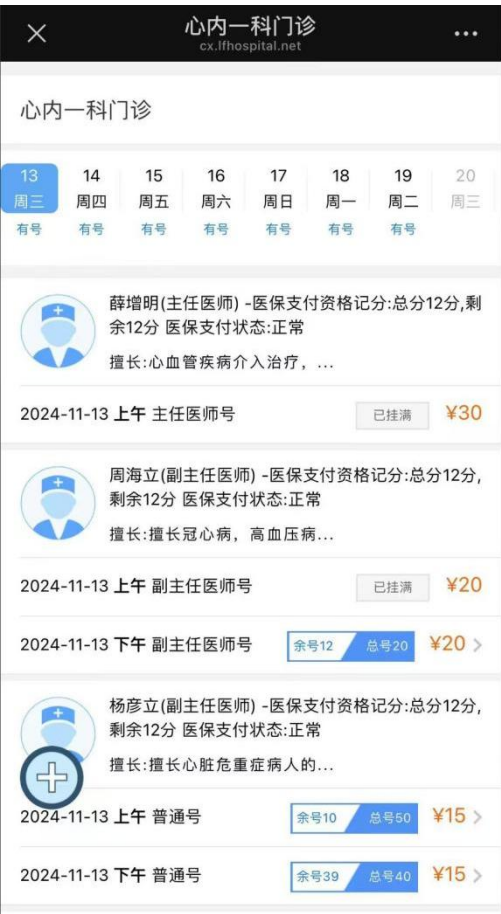 心内一科门诊
cx.lfhospital.net
心内一科门诊
13 14 15 16 17 18 19 20
周三 周四 周五 周六 周日 周一 周二 周三
有号 有号 有号 有号 有号 有号 有号
薛增明(主任医师) -医保支付资格记分:总分12分,剩
余12分 医保支付状态:正常
擅长:心血管疾病介入治疗，...
2024-11-13 上午 主任医师号 已挂满 ¥30
周海立(副主任医师) -医保支付资格记分:总分12分,
剩余12分 医保支付状态:正常
擅长:擅长冠心病，高血压病...
2024-11-13 上午 副主任医师号 已挂满 ¥20
2024-11-13 下午 副主任医师号 余号12 总号20 ¥20
杨彦立(副主任医师) -医保支付资格记分:总分12分,
剩余12分 医保支付状态:正常
擅长:擅长心脏危重症病人的...
2024-11-13 上午 普通号 余号10 总号50 ¥15
2024-11-13 下午 普通号 余号39 总号40 ¥15